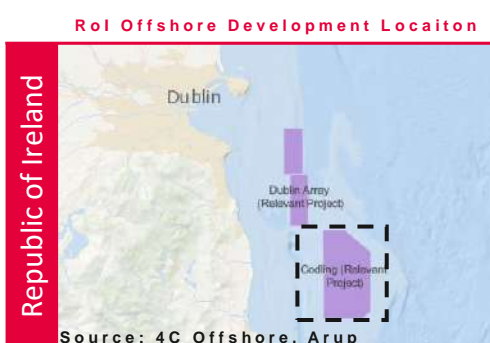 RoI Offshore Development Locaiton
Republic of Ireland
Dublin
Dublin Array
(Relevant Project)
Codling (Relevant
Project)
Source: 4C Offshore, Arup